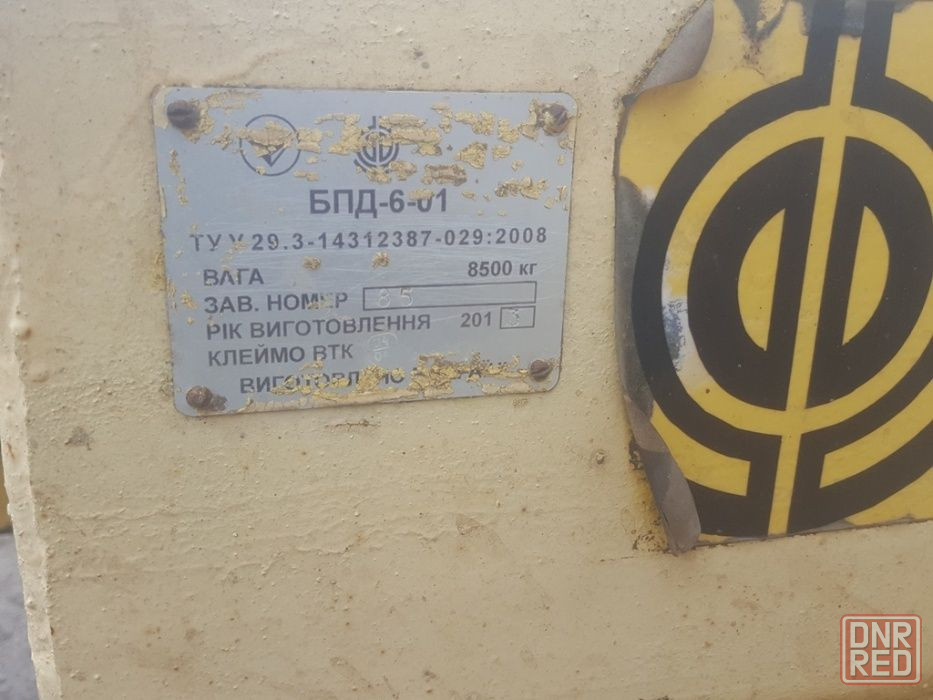 БПД-6-01
ТУ У 29.3-14312387-029:2008
ВАГА 8500 кг
ЗАВ. НОМЕР 85
РІК ВИГОТОВЛЕННЯ 2013
КЛЕЙМО ВТК
DNR
RED